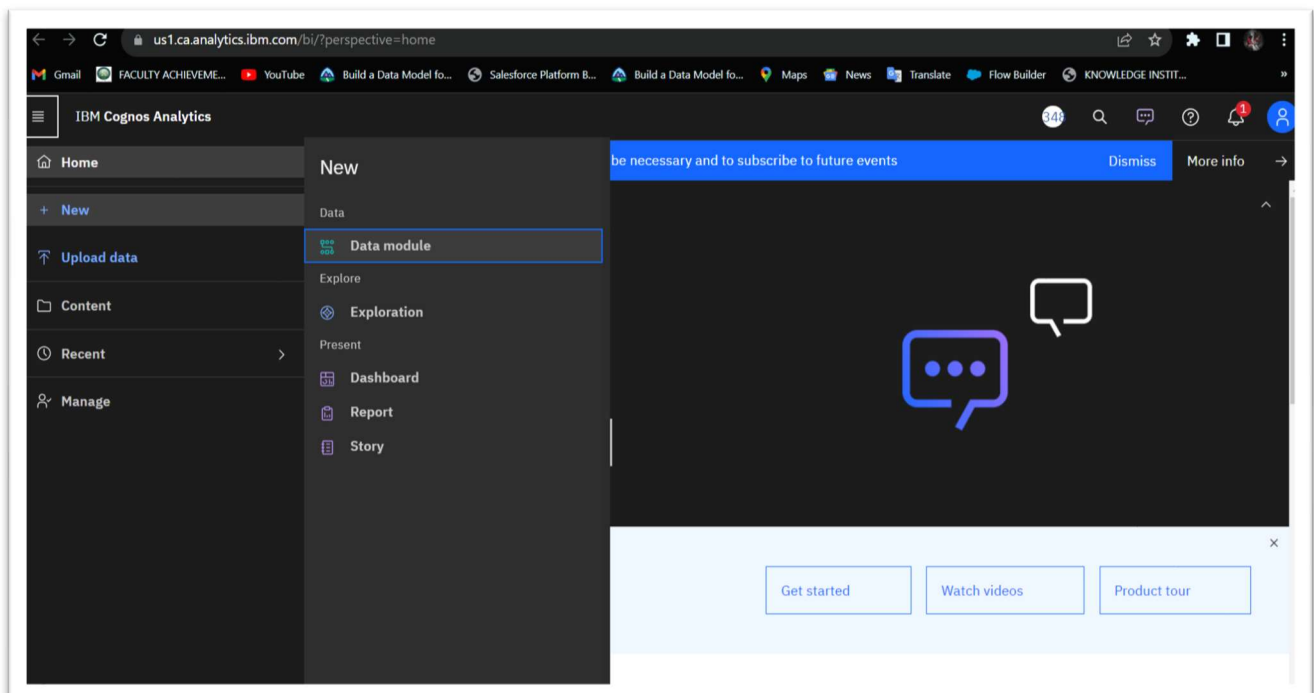 us1.ca.analytics.ibm.com/bi/?perspective=home
Gmail FACULTY ACHIEVEME... YouTube Build a Data Model fo... Salesforce Platform B... Build a Data Model fo... Maps News Translate Flow Builder KNOWLEDGE INSTIT... »
IBM Cognos Analytics 348 1
Home
New
be necessary and to subscribe to future events Dismiss More info
New
Data
Upload data
Data module
Explore
Content
Exploration
Recent
Present
Dashboard
Manage
Report
Story
Get started Watch videos Product tour